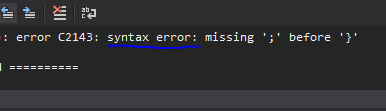 : error C2143: syntax error: missing ';' before '}'
==========